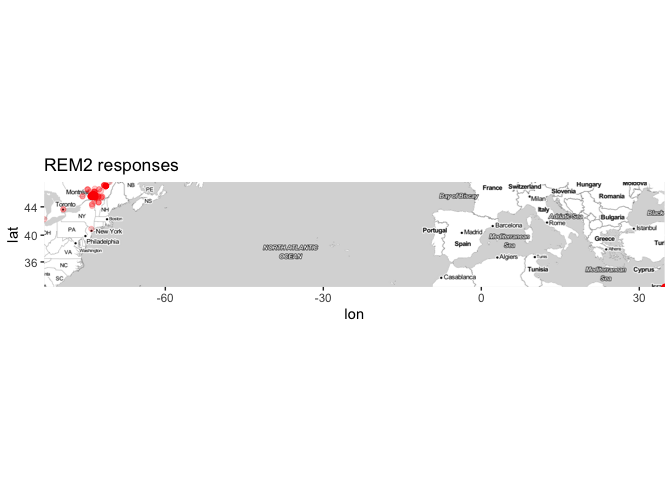 REM2 responses
lat
44
40
36
Montréal
NB
PE
NS
Toronto
NH
Boston
NY
New York
PA
Philadelphia
Washington
VA
NC
SC
NORTH ATLANTIC
OCEAN
Bay of Biscay
France
Switzerland
Hungary
Moldova
Milan
Slovenia
Romania
Italy
Adriatic Sea
Bulgaria
Black
Portugal
Madrid
Barcelona
Rome
Istanbul
Spain
Mediterranean
Sea
Greece
Athens
Tur
Algiers
Tunis
Tunisia
Casablanca
Mediterranean
Sea
Cyprus
-60
-30
0
30
lon